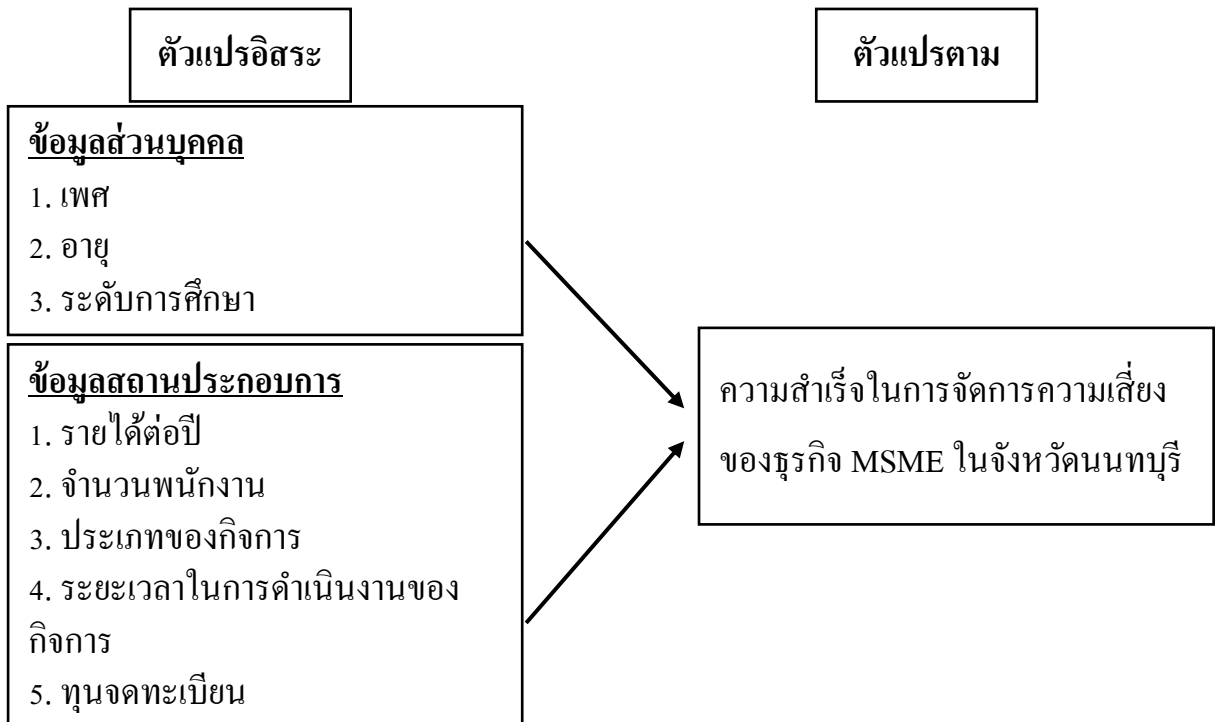 ตัวแปรอิสระ
ตัวแปรตาม
ข้อมูลส่วนบุคคล
1. เพศ
2. อายุ
3. ระดับการศึกษา
ข้อมูลสถานประกอบการ
1. รายได้ต่อปี
2. จำนวนพนักงาน
3. ประเภทของกิจการ
4. ระยะเวลาในการดำเนินงานของ
กิจการ
5. ทุนจดทะเบียน
ความสำเร็จในการจัดการความเสี่ยง
ของธุรกิจ MSME ในจังหวัดนนทบุรี